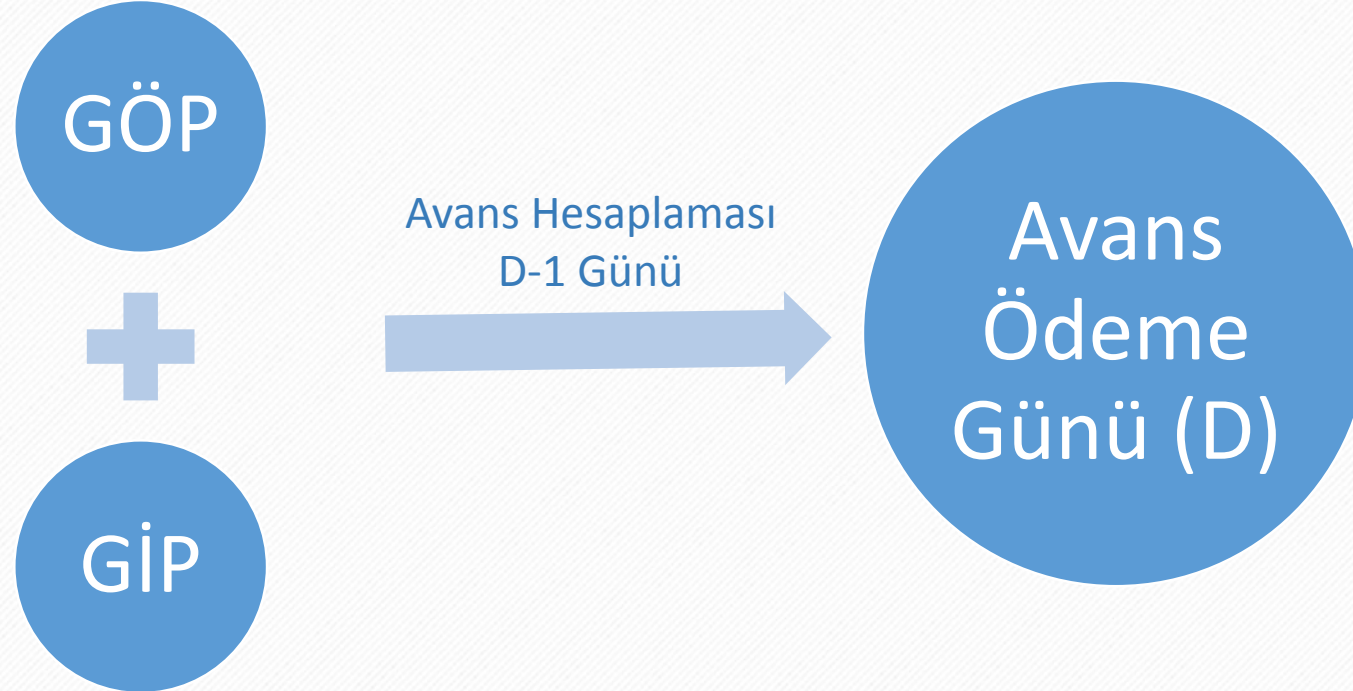 GÖP
GİP
Avans Hesaplaması
D-1 Günü
Avans
Ödeme
Günü (D)